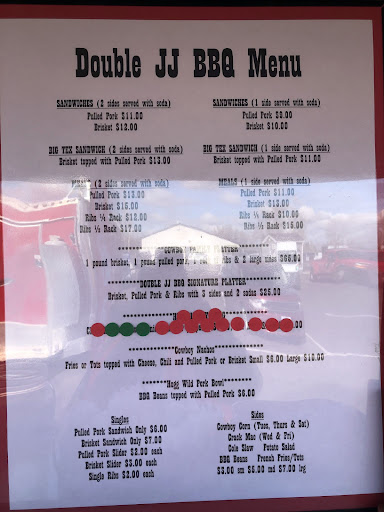 Double JJ BBQ Menu
SANDWICHES (2 sides served with soda)
Pulled Pork $11.00
Brisket $12.00
SANDWICHES (1 side served with soda)
Pulled Pork $9.00
Brisket $10.00
BIG TEX SANDWICH (2 sides served with soda)
Brisket topped with Pulled Pork $13.00
BIG TEX SANDWICH (1 side served with soda)
Brisket topped with Pulled Pork $11.00
(2 sides served with soda)
Pulled Pork $13.00
Brisket $15.00
Ribs ¼ Rack $12.00
Ribs ½ Rack $17.00
MEALS (1 side served with soda)
Pulled Pork $11.00
Brisket $13.00
Ribs ¼ Rack $10.00
Ribs ½ Rack $15.00
PLATTER
1 pound brisket, 1 pound pulled pork, ribs & 2 large
DOUBLE JJ BBQ SIGNATURE PLATTER
Brisket, Pulled Pork & Ribs with 3 sides and 2 sodas $25.00
"Cowboy Nachos"
Fries or Tots topped with Cheese, Chili and Pulled Pork or Brisket Small $6.00 Large $10.00
Hogg Wild Pork Bowl
BBQ Beans topped with Pulled Pork $6.00
Singles
Pulled Pork Sandwich Only $6.00
Brisket Sandwich Only $7.00
Pulled Pork Slider $2.00 each
Brisket Slider $3.00 each
Single Ribs $2.00 each
Sides
Cowboy Corn (Tues, Thurs & Sat)
Crack Mac (Wed & Fri)
Cole Slaw Potato Salad
BBQ Beans French Fries/Tots
$3.00 sm $5.00 md $7.00 lrg